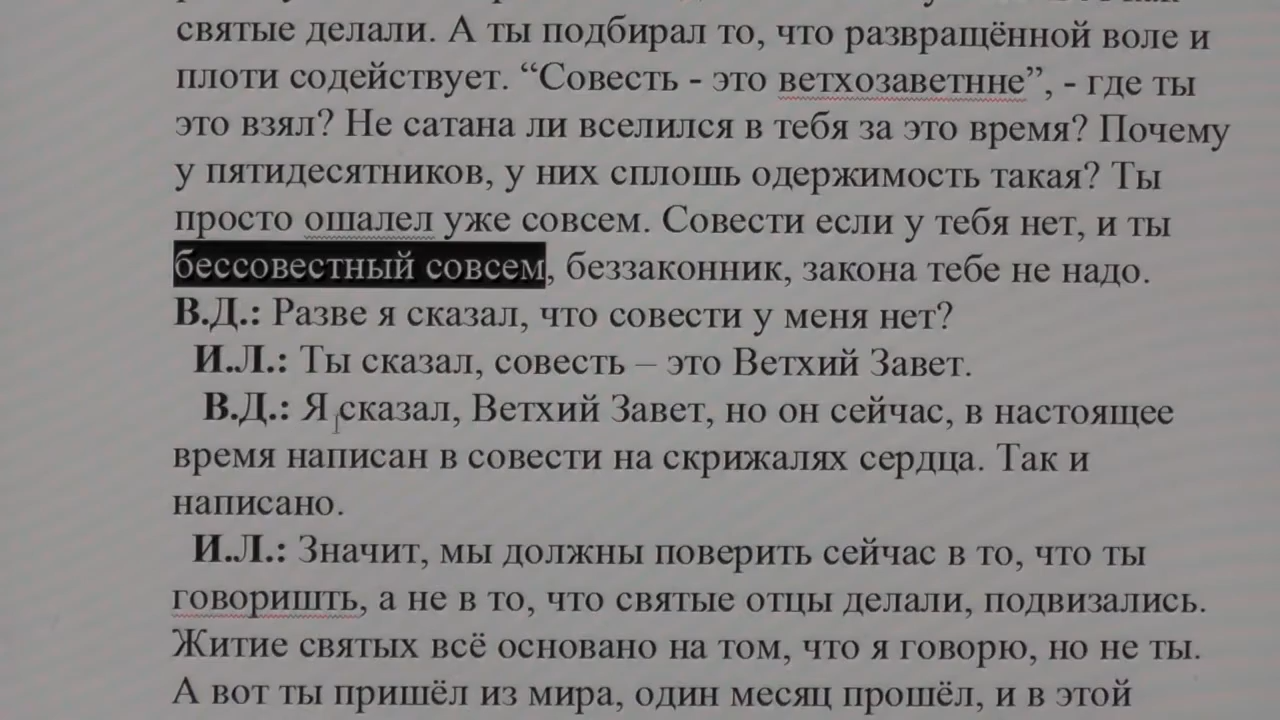 святые делали. А ты подбирал то, что развращённой воле и
плоти содействует. “Совесть - это ветхозаветнне”, - где ты
это взял? Не сатана ли вселился в тебя за это время? Почему
у пятидесятников, у них сплошь одержимость такая? Ты
просто ошалел уже совсем. Совести если у тебя нет, и ты
бессовестный совсем, беззаконник, закона тебе не надо.
В.Д.: Разве я сказал, что совести у меня нет?
И.Л.: Ты сказал, совесть – это Ветхий Завет.
В.Д.: Я сказал, Ветхий Завет, но он сейчас, в настоящее
время написан в совести на скрижалях сердца. Так и
написано.
И.Л.: Значит, мы должны поверить сейчас в то, что ты
говоришть, а не в то, что святые отцы делали, подвизались.
Житие святых всё основано на том, что я говорю, но не ты.
А вот ты пришёл из мира, один месяц прошёл, и в этой